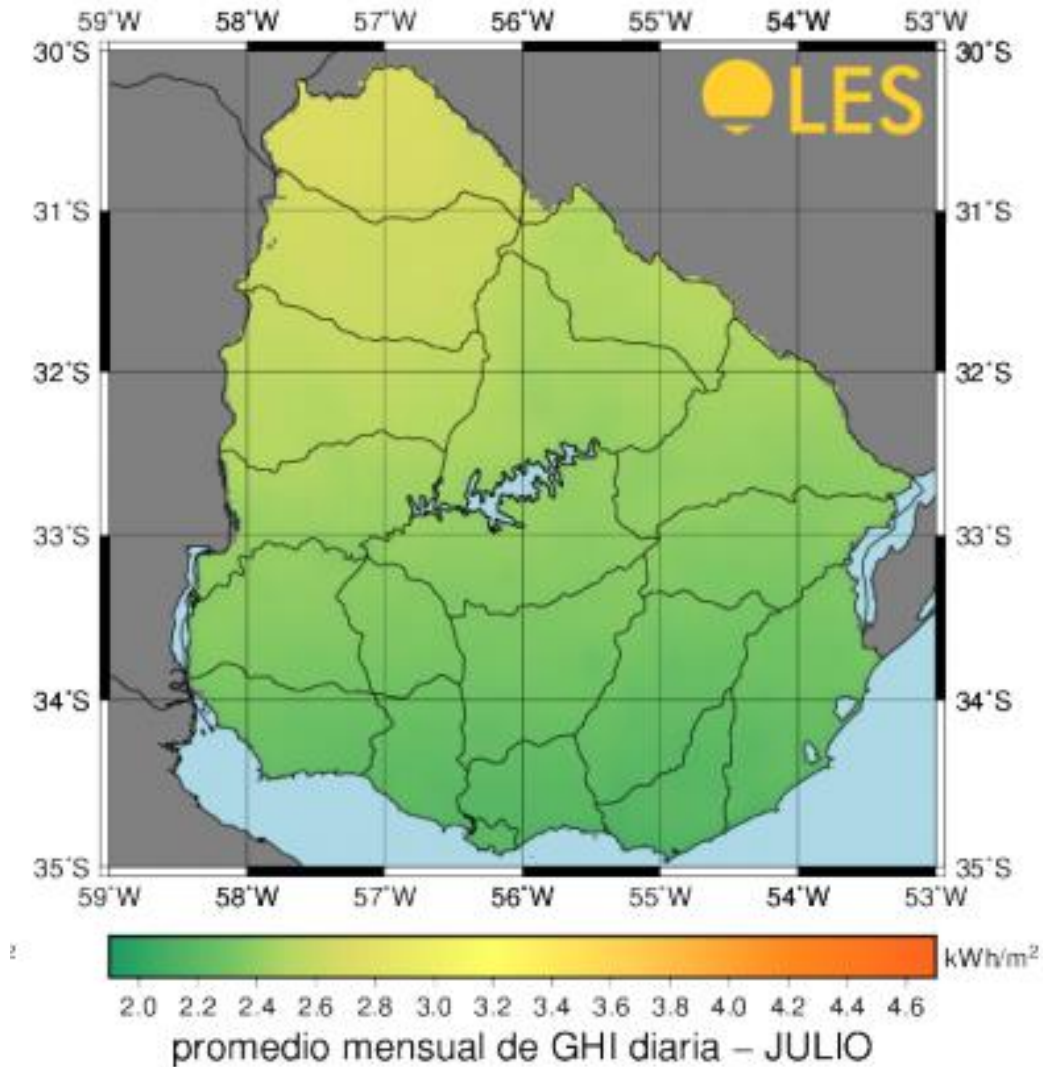 59°W 58°W 57°W 56°W 55°W 54°W 53°W
30°S 30°S
LES
31°S 31°S
32°S 32°S
33°S 33°S
34°S 34°S
35°S 35°S
59°W 58°W 57°W 56°W 55°W 54°W 53°W
2 kWh/m²
2.0 2.2 2.4 2.6 2.8 3.0 3.2 3.4 3.6 3.8 4.0 4.2 4.4 4.6
promedio mensual de GHI diaria – JULIO